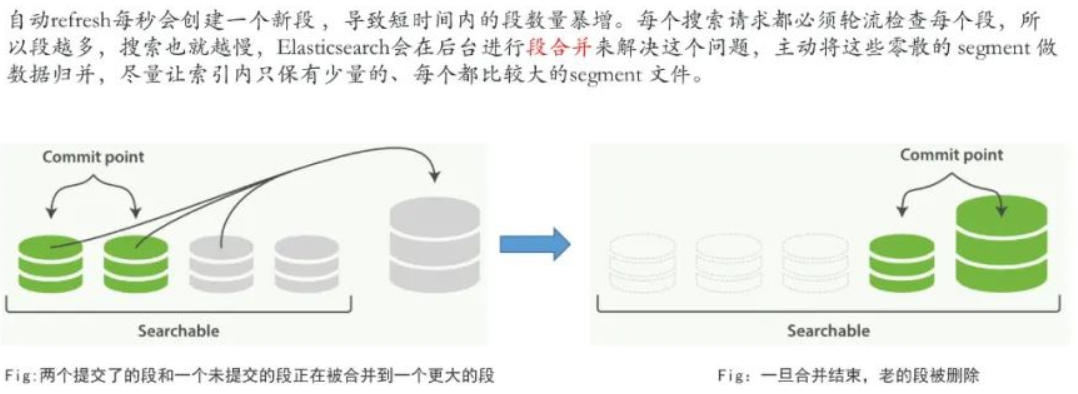 自动refresh每秒会创建一个新段，导致短时间内的段数量暴增。每个搜索请求都必须轮流检查每个段，所
以段越多，搜索也就越慢，Elasticsearch会在后台进行段合并来解决这个问题，主动将这些零散的 segment 做
数据归并，尽量让索引内只保有少量的、每个都比较大的segment 文件。
Commit point
Searchable
Fig:两个提交了的段和一个未提交的段正在被合并到一个更大的段
Commit point
Searchable
Fig：一旦合并结束，老的段被删除